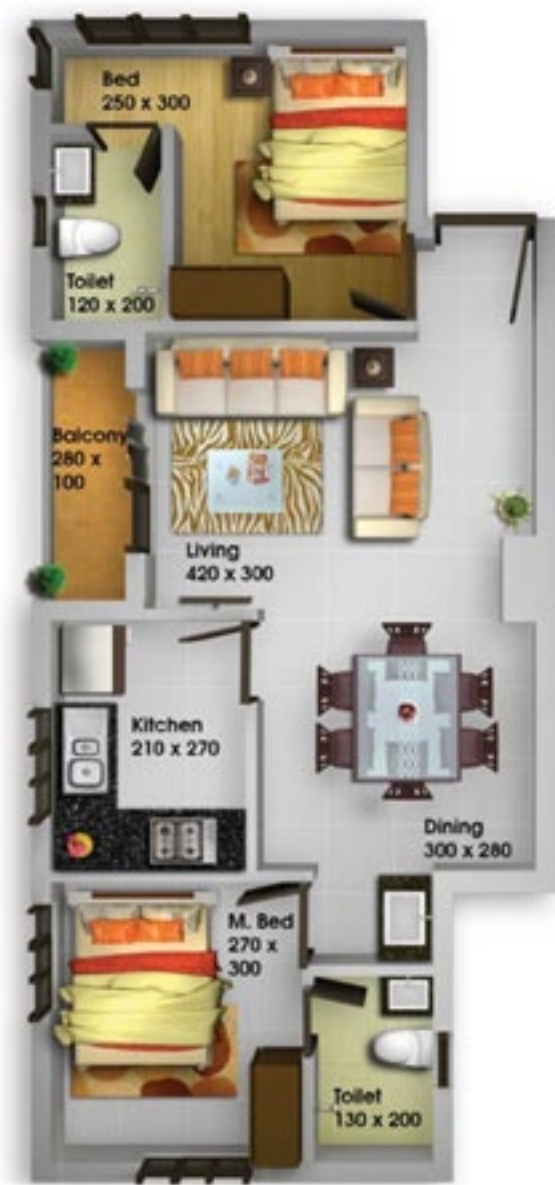 Bed
250 x 300
Toilet
120 x 200
Balcony
280 x
100
Living
420 x 300
Kitchen
210 x 270
Dining
300 x 280
M. Bed
270 x
300
Toilet
130 x 200